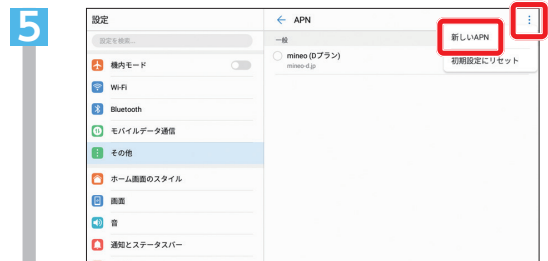 5
設定
設定を検索...
機内モード
Wi-Fi
Bluetooth
モバイルデータ通信
その他
ホーム画面のスタイル
画面
音
通知とステータスバー
← APN
一般
mineo (Dプラン)
mineo-d.jp
新しいAPN
初期設定にリセット